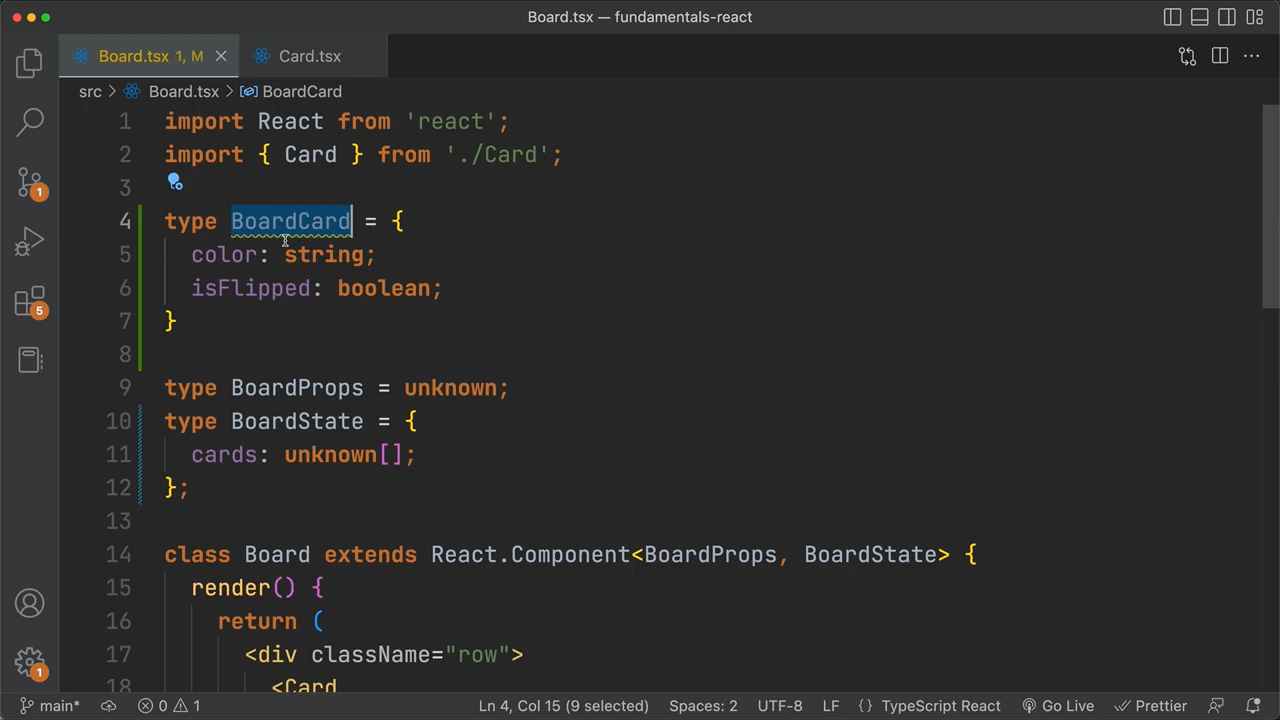 Board.tsx — fundamentals-react
Board.tsx 1, M
Card.tsx
src > Board.tsx > BoardCard
1 import React from 'react';
2 import { Card } from './Card';
3
4 type BoardCard = {
5 color: string;
6 isFlipped: boolean;
7 }
8
9 type BoardProps = unknown;
10 type BoardState = {
11 cards: unknown[];
12 };
13
14 class Board extends React.Component<BoardProps, BoardState> {
15 render() {
16 return (
17 <div className="row">
18 <Card
1
5
1
main*
0
1
Ln 4, Col 15 (9 selected)
Spaces: 2
UTF-8
LF
{ } TypeScript React
Go Live
Prettier